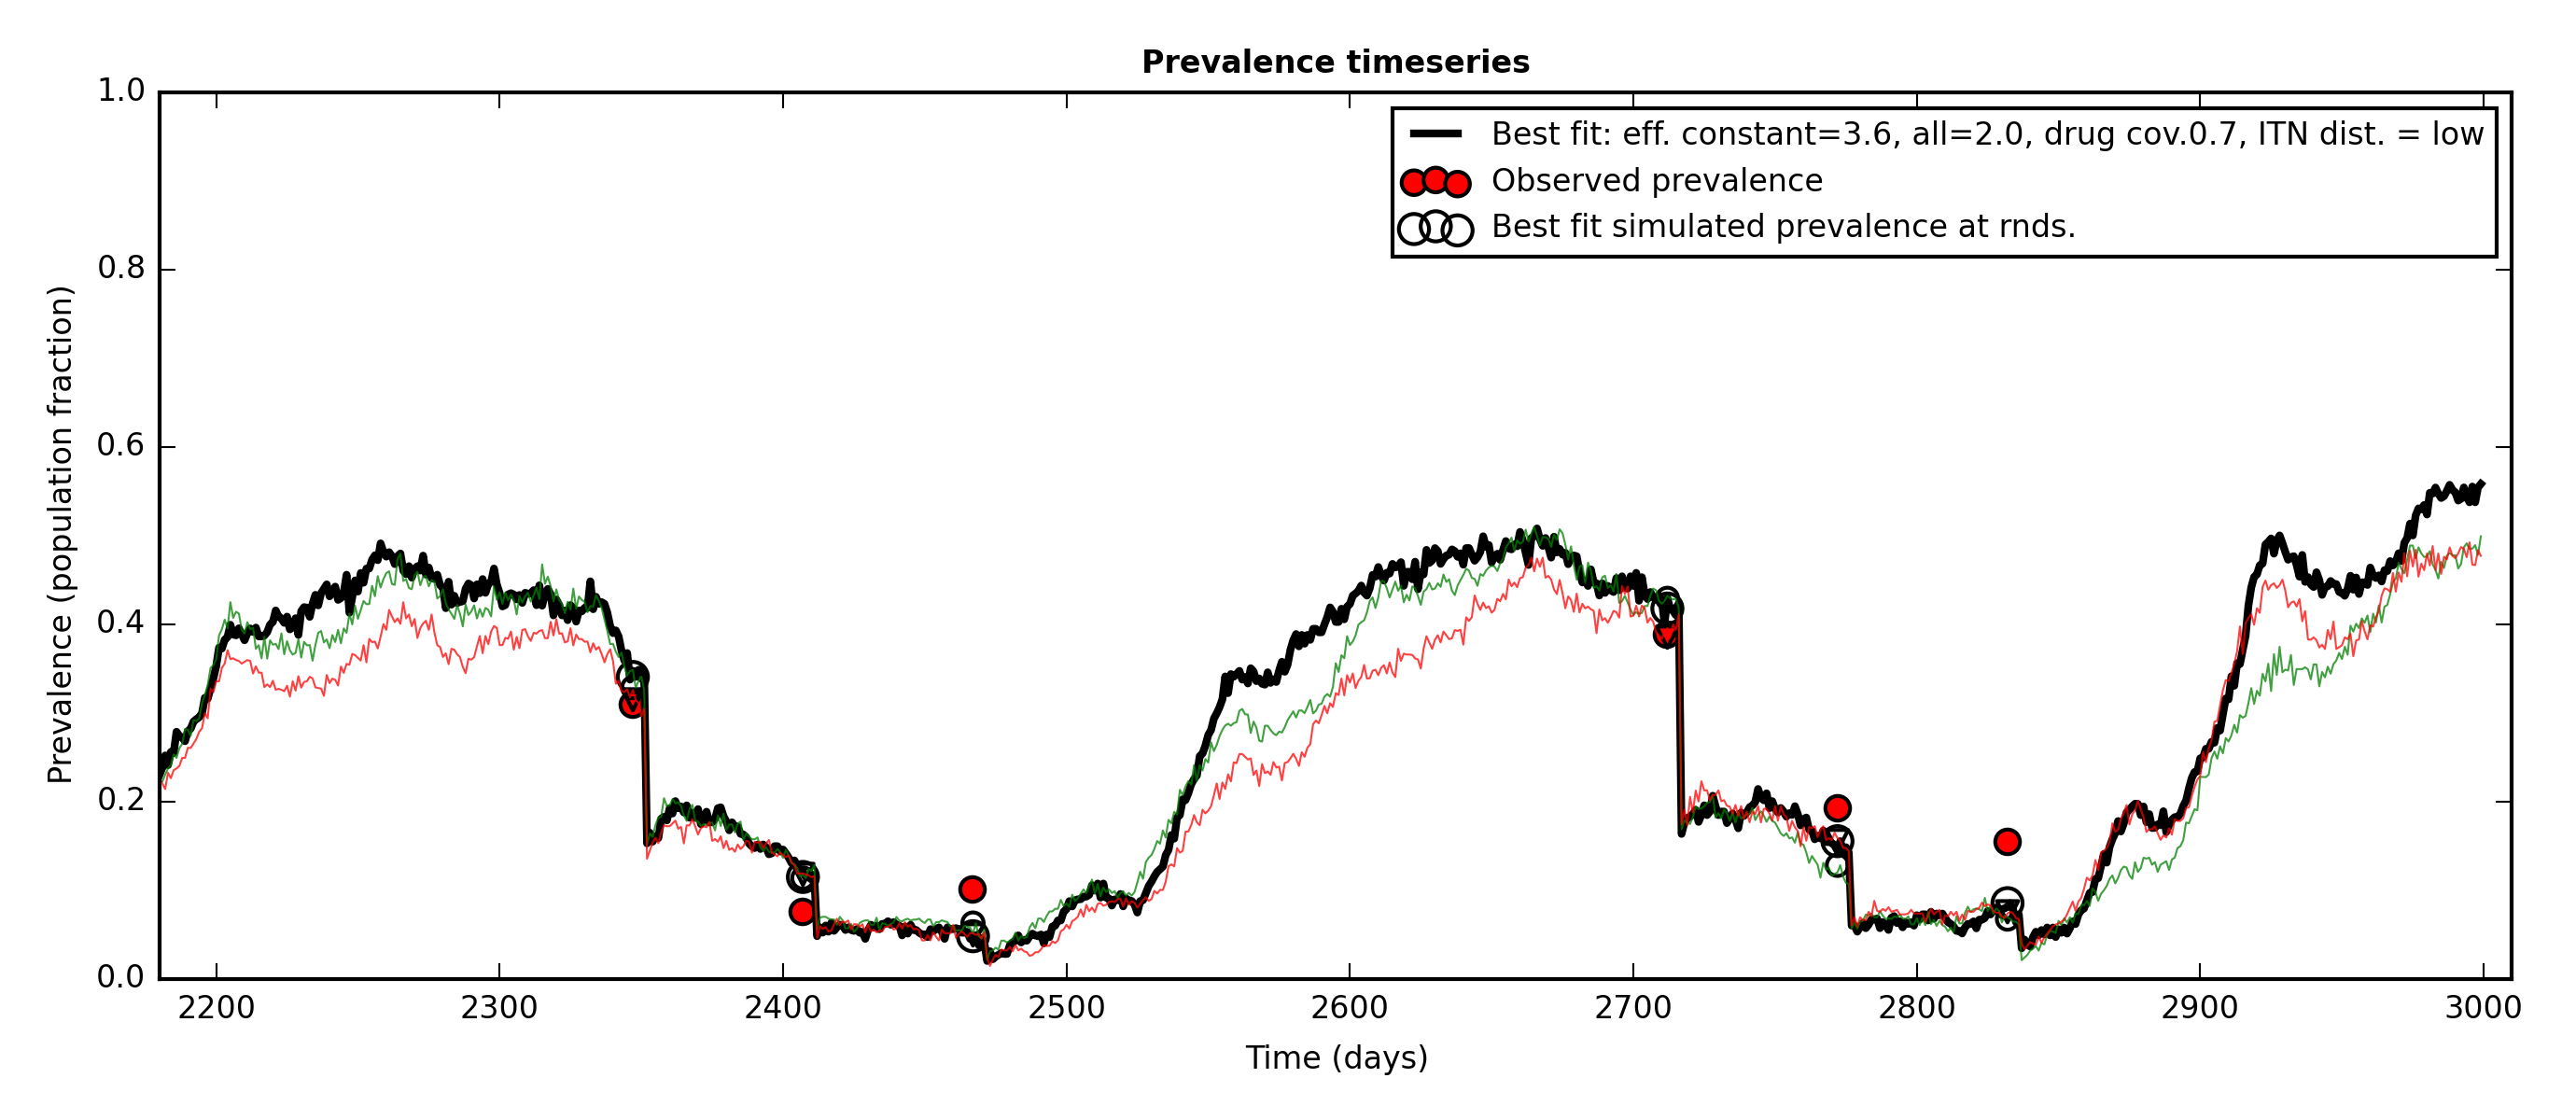 Prevalence timeseries
Best fit: eff. constant=3.6, all=2.0, drug cov.0.7, ITN dist. = low
Observed prevalence
Best fit simulated prevalence at rnds.
Prevalence (population fraction)
1.0
0.8
0.6
0.4
0.2
0.0
2200 2300 2400 2500 2600 2700 2800 2900 3000
Time (days)